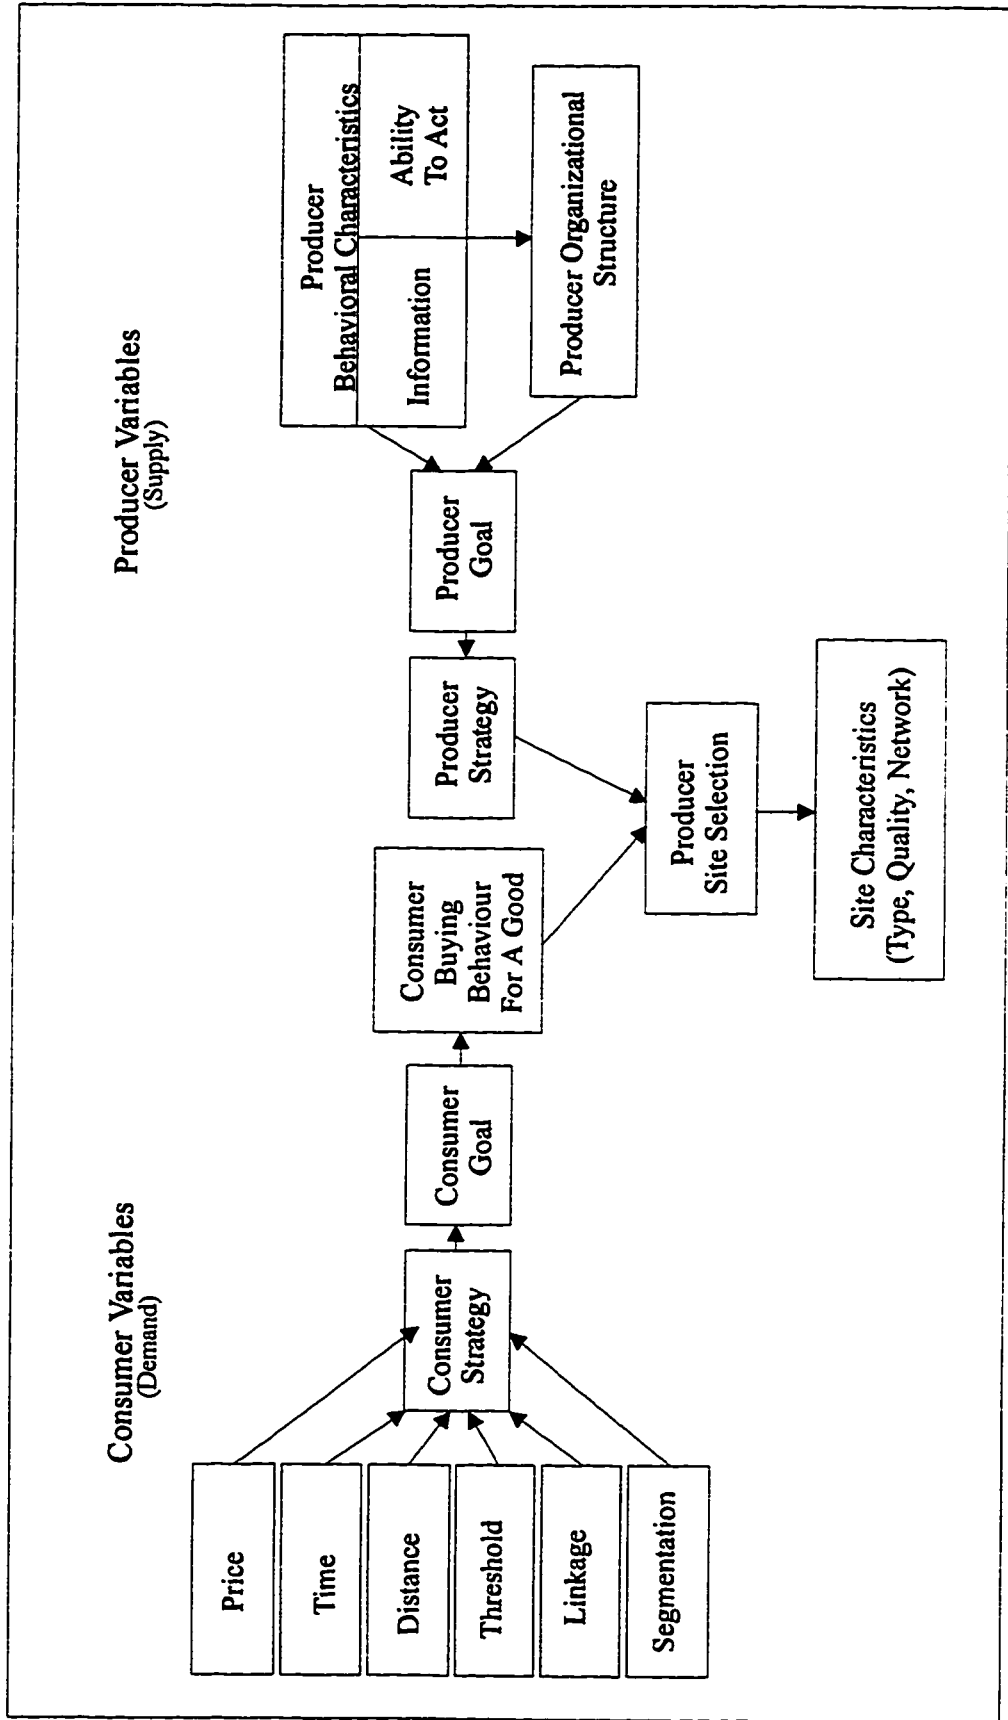 Consumer Variables
(Demand)
Producer Variables
(Supply)
Price
Time
Distance
Threshold
Linkage
Segmentation
Consumer
Strategy
Consumer
Goal
Consumer
Buying
Behaviour
For A Good
Producer
Strategy
Producer
Goal
Producer
Behavioral Characteristics
Information
Ability
To Act
Producer Organizational
Structure
Producer
Site Selection
Site Characteristics
(Type, Quality, Network)